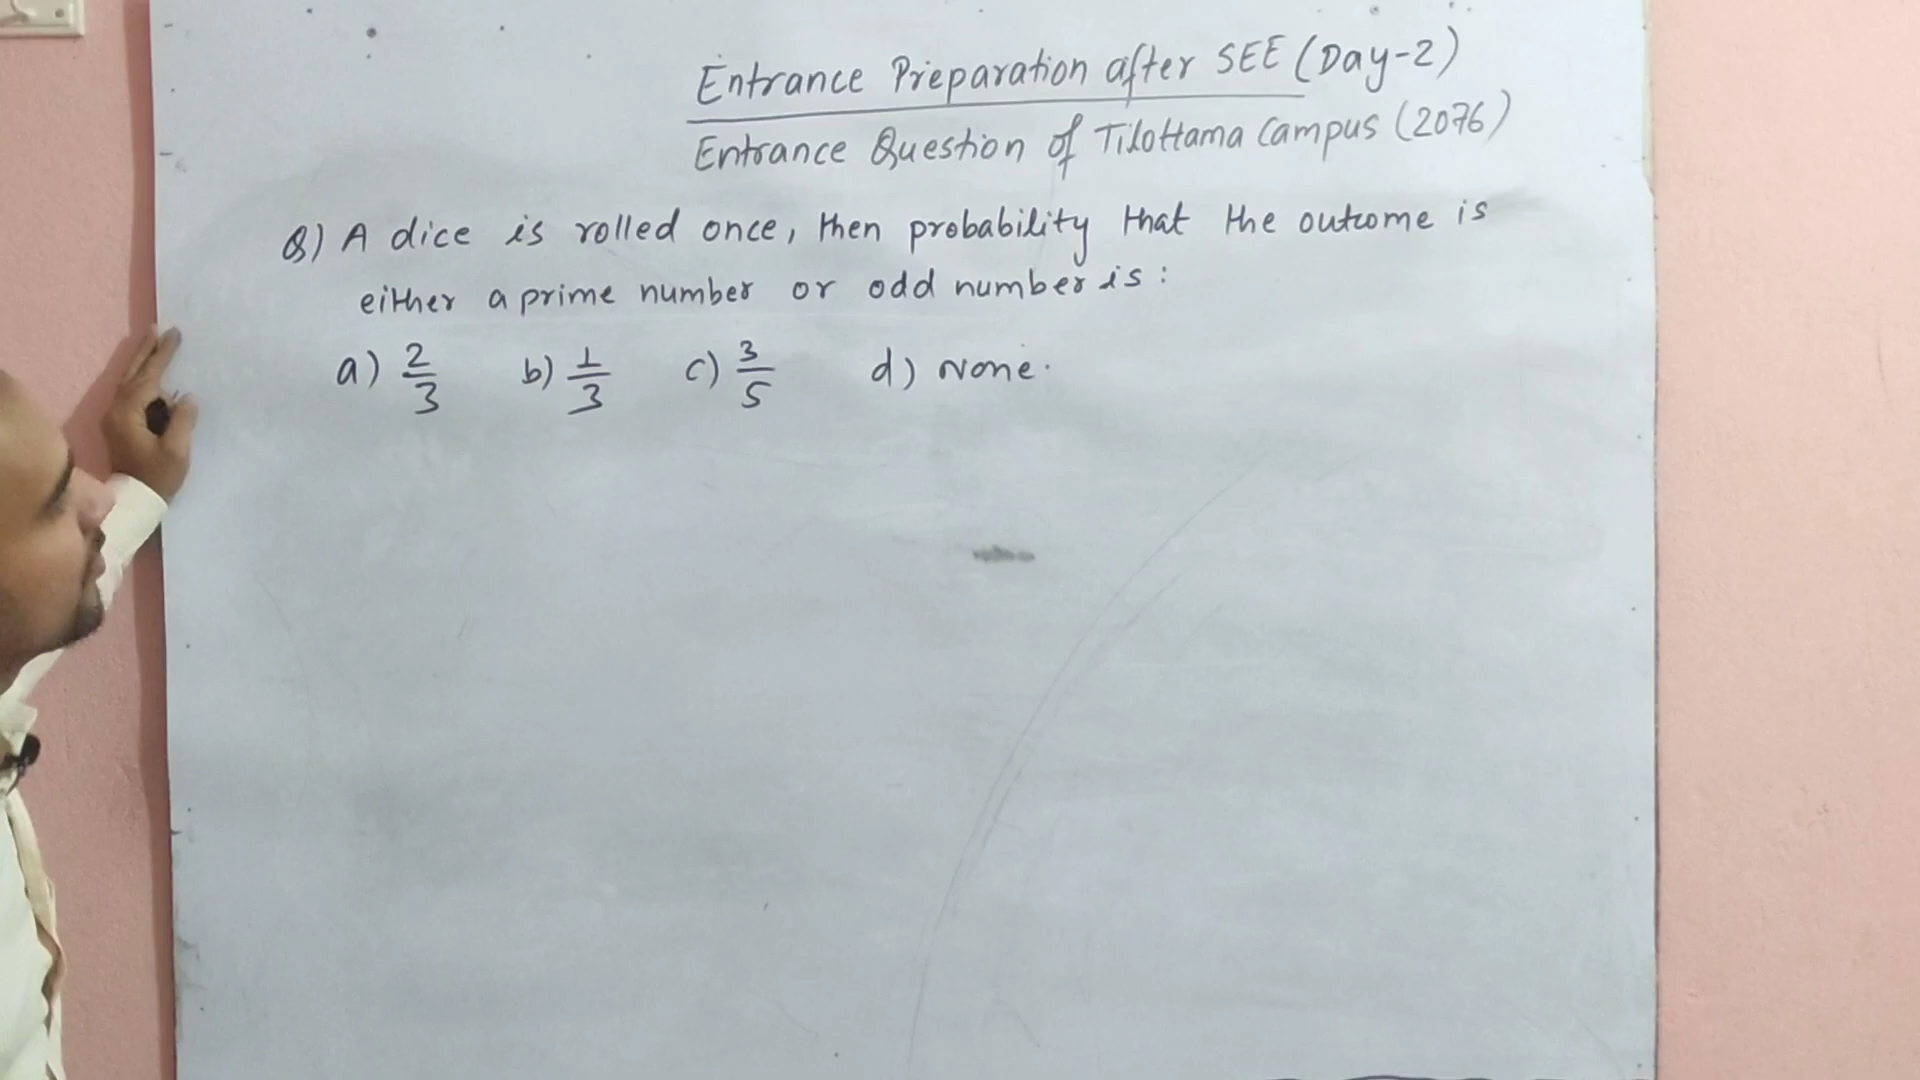 Entrance Preparation after SEE (Day-2)
Entrance Question of Tilottama Campus (2076)
Q) A dice is rolled once, then probability that the outcome is
either a prime number or odd number is:
a) 2/3 b) 1/3 c) 3/5 d) None.